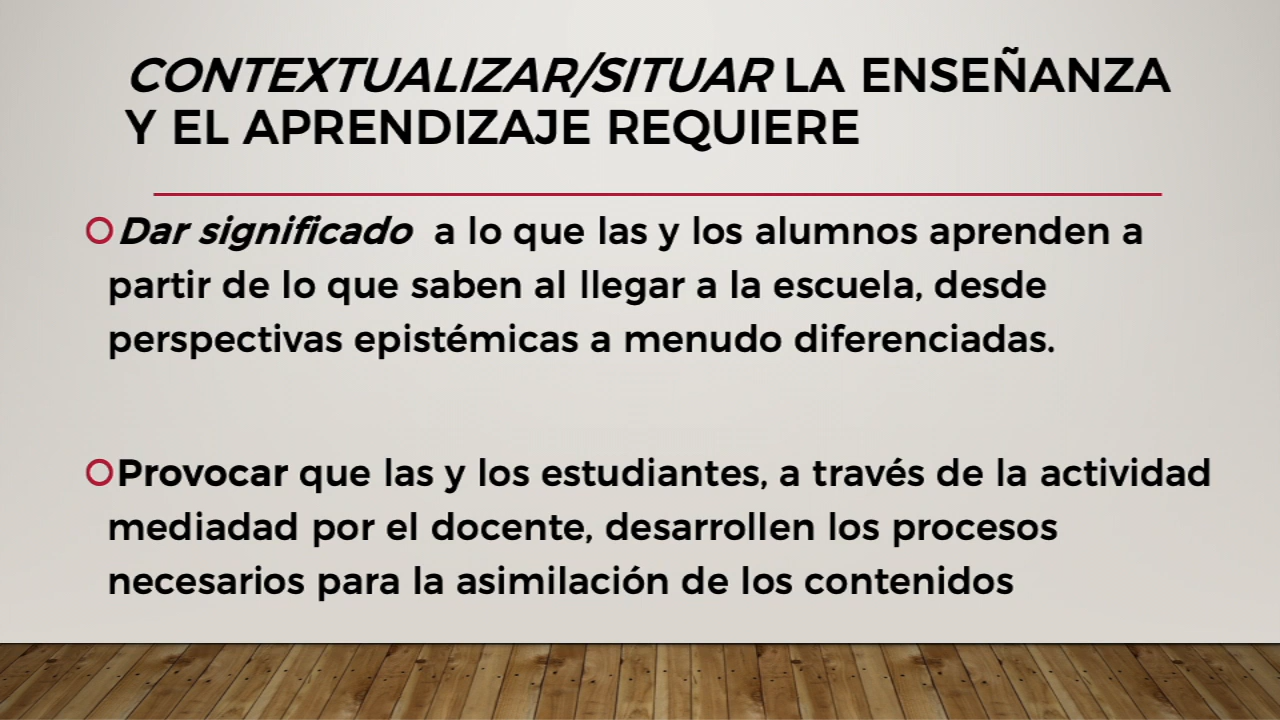 CONTEXTUALIZAR/SITUAR LA ENSEÑANZA
Y EL APRENDIZAJE REQUIERE
Dar significado a lo que las y los alumnos aprenden a
partir de lo que saben al llegar a la escuela, desde
perspectivas epistémicas a menudo diferenciadas.
Provocar que las y los estudiantes, a través de la actividad
mediadad por el docente, desarrollen los procesos
necesarios para la asimilación de los contenidos